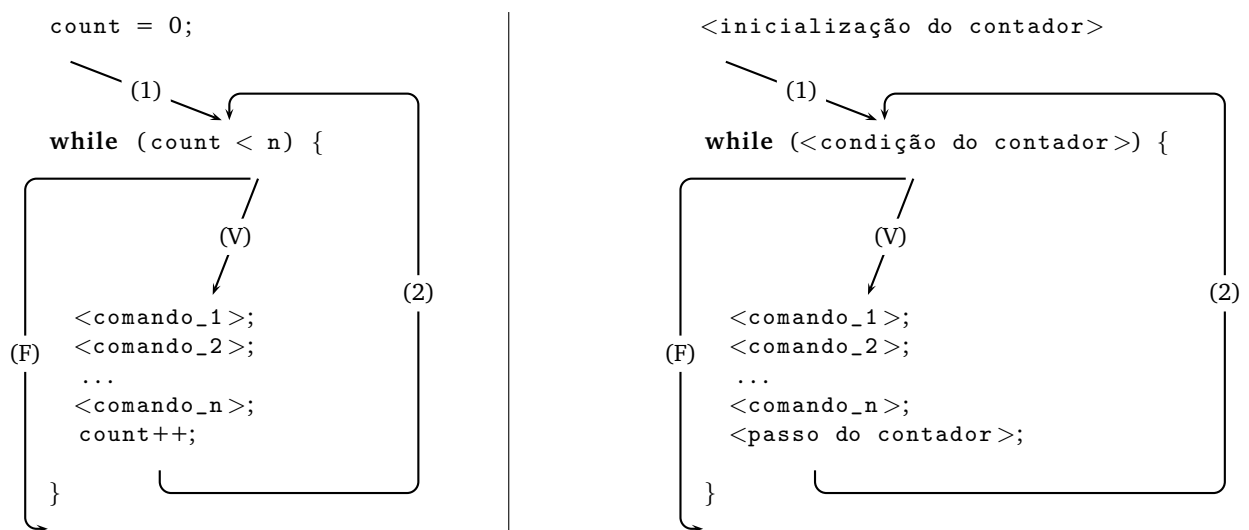 count = 0;
(1)
while (count < n) {
(V)
(2)
<comando_1>;
(F)
<comando_2>;
...
<comando_n>;
count++;
}
<inicialização do contador>
(1)
while (<condição do contador>) {
(V)
(2)
<comando_1>;
(F)
<comando_2>;
...
<comando_n>;
<passo do contador>;
}